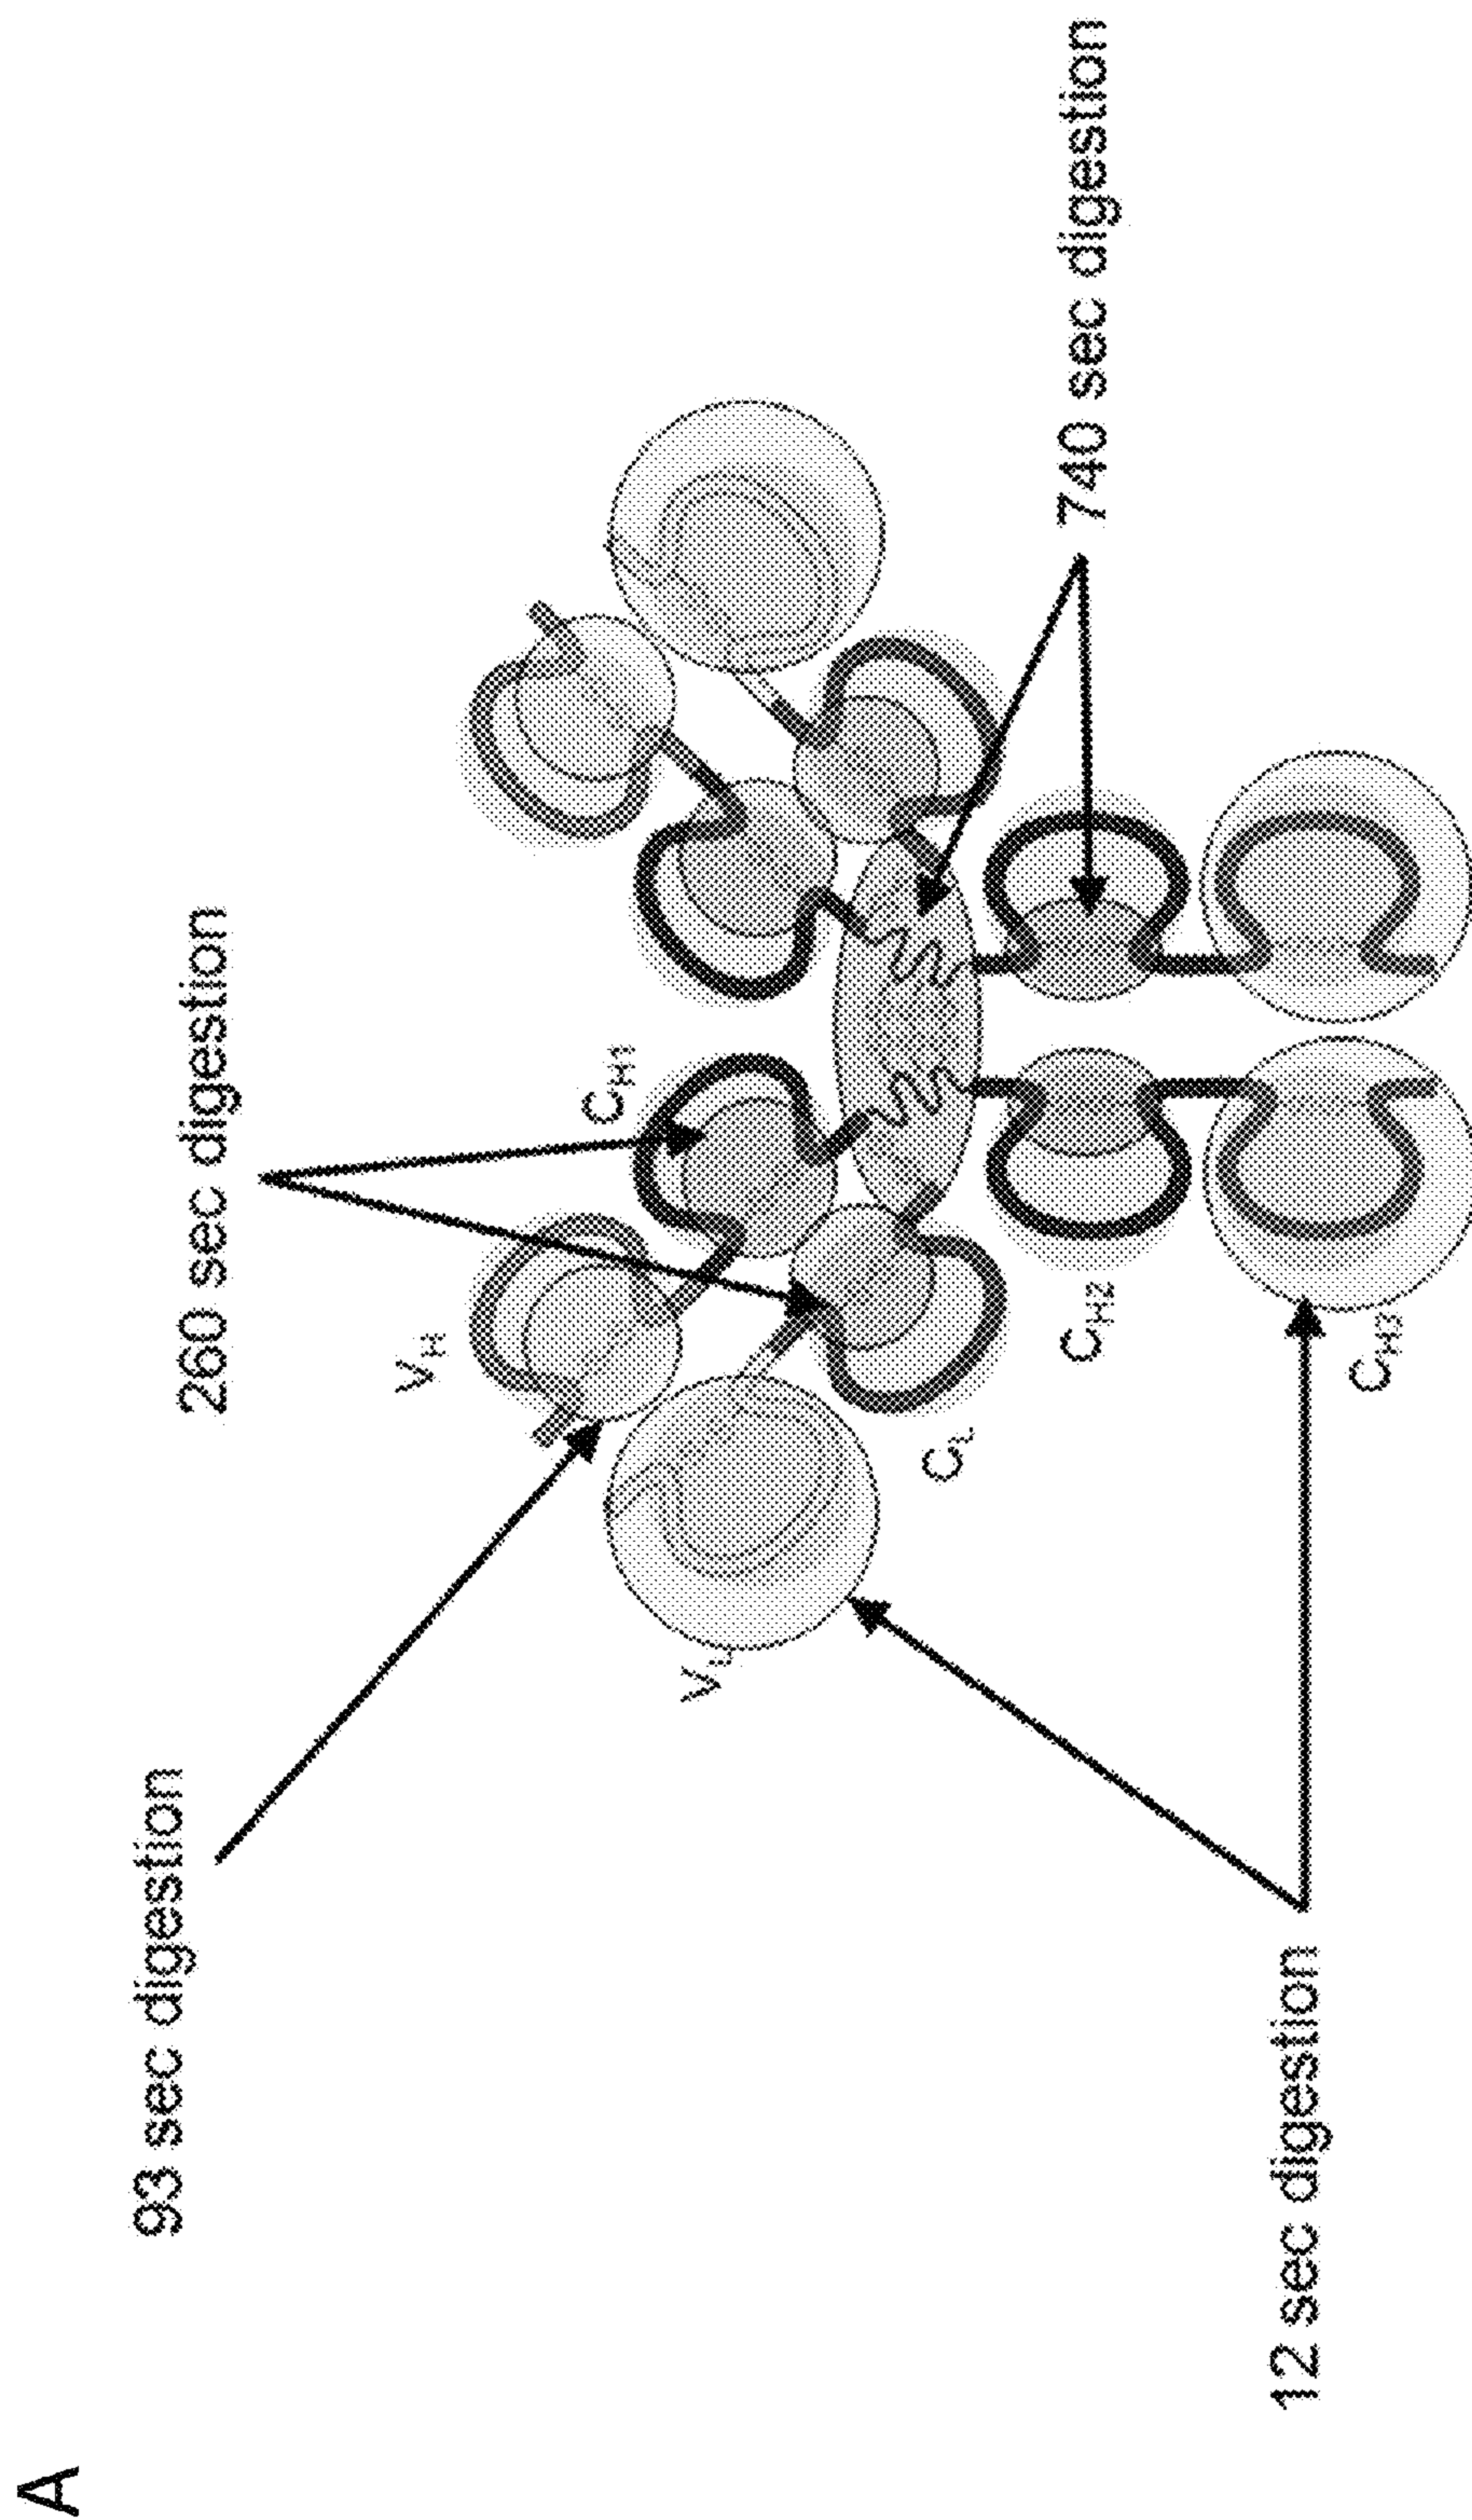 A
93 sec digestion
260 sec digestion
V_H
C_H1
V_L
C_L
740 sec digestion
C_H2
12 sec digestion
C_H3